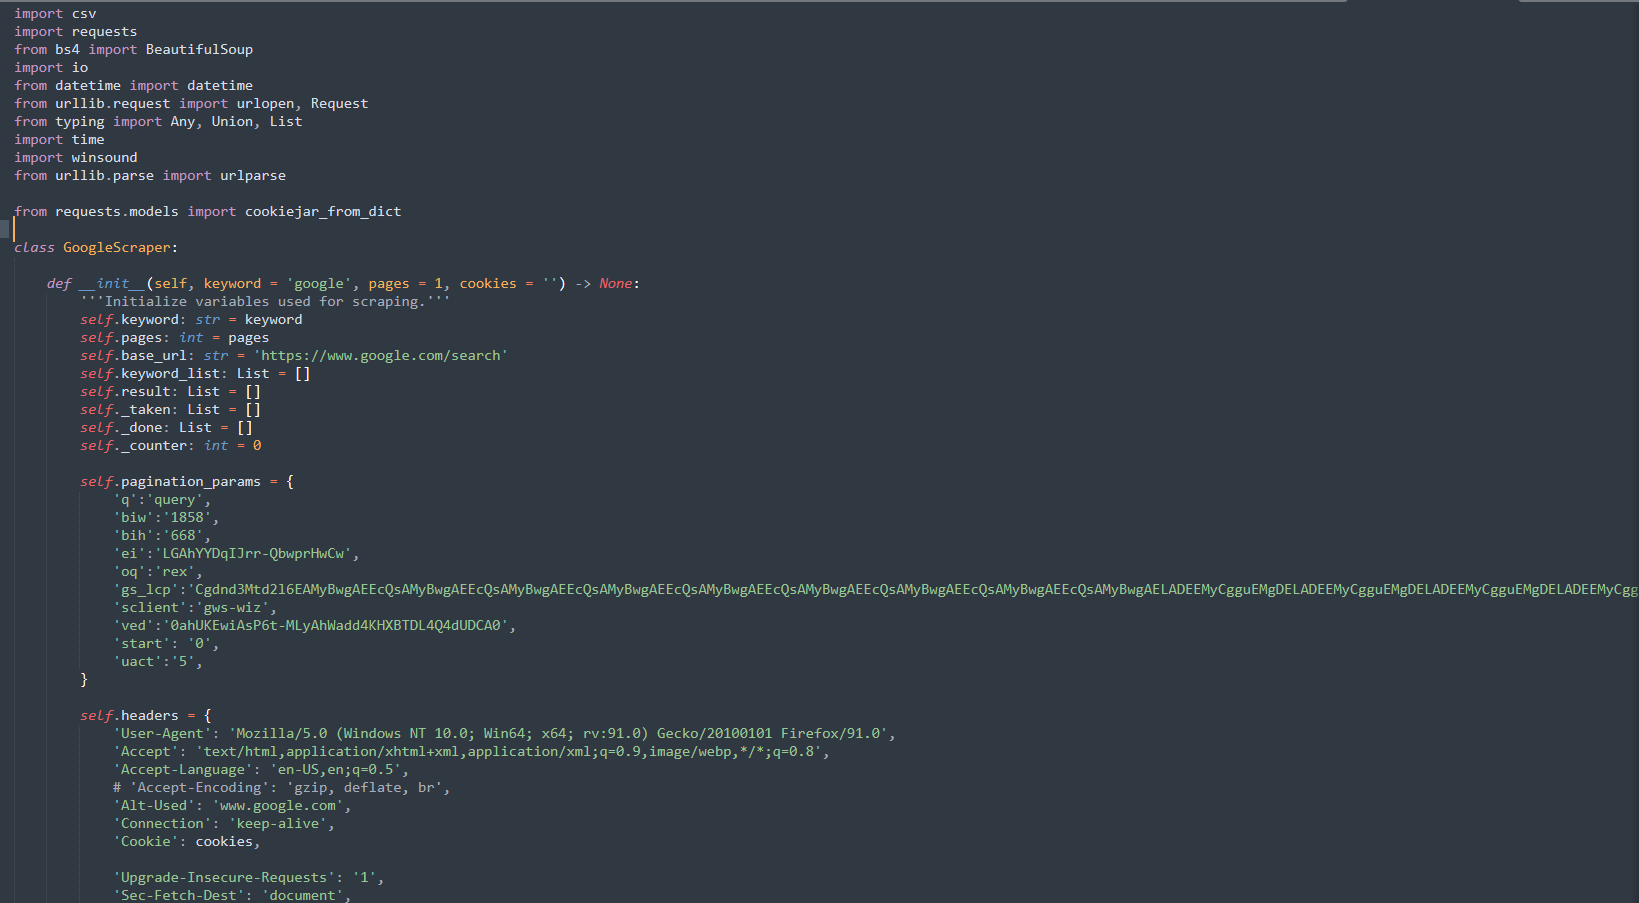 import csv
import requests
from bs4 import BeautifulSoup
import io
from datetime import datetime
from urllib.request import urlopen, Request
from typing import Any, Union, List
import time
import winsound
from urllib.parse import urlparse

from requests.models import cookiejar_from_dict

class GoogleScraper:

    def __init__(self, keyword = 'google', pages = 1, cookies = '') -> None:
        '''Initialize variables used for scraping.'''
        self.keyword: str = keyword
        self.pages: int = pages
        self.base_url: str = 'https://www.google.com/search'
        self.keyword_list: List = []
        self.result: List = []
        self._taken: List = []
        self._done: List = []
        self._counter: int = 0

        self.pagination_params = {
            'q':'query',
            'biw':'1858',
            'bih':'668',
            'ei':'LGAhYYDqIJrr-QbwprHwCw',
            'oq':'rex',
            'gs_lcp':'Cgdnd3Mtd2l6EAMyBwgAEEcQsAMyBwgAEEcQsAMyBwgAEEcQsAMyBwgAEEcQsAMyBwgAEEcQsAMyBwgAEEcQsAMyBwgAEEcQsAMyBwgAEEcQsAMyBwgAELADEEMyCgguEMgDELADEEMyCgguEMgDELADEEMyCgguEMgDELADEEMyCgg
            'sclient':'gws-wiz',
            'ved':'0ahUKEwiAsP6t-MLyAhWadd4KHXBTDL4Q4dUDCA0',
            'start': '0',
            'uact':'5',
        }

        self.headers = {
            'User-Agent': 'Mozilla/5.0 (Windows NT 10.0; Win64; x64; rv:91.0) Gecko/20100101 Firefox/91.0',
            'Accept': 'text/html,application/xhtml+xml,application/xml;q=0.9,image/webp,*/*;q=0.8',
            'Accept-Language': 'en-US,en;q=0.5',
            # 'Accept-Encoding': 'gzip, deflate, br',
            'Alt-Used': 'www.google.com',
            'Connection': 'keep-alive',
            'Cookie': cookies,

            'Upgrade-Insecure-Requests': '1',
            'Sec-Fetch-Dest': 'document',